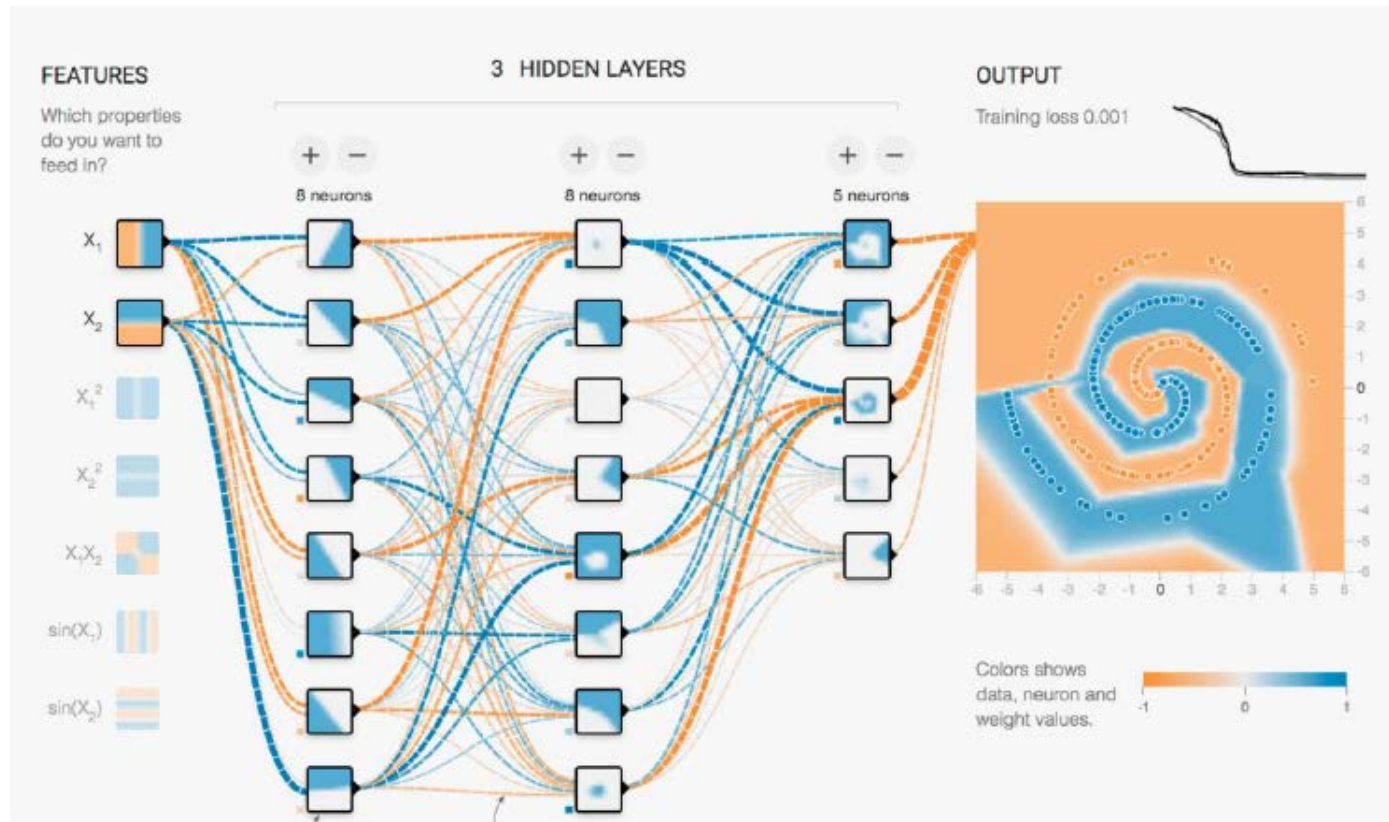 FEATURES
Which properties
do you want to
feed in?
X₁
X₂
X₁²
X₂²
X₁X₂
sin(X₁)
sin(X₂)
3 HIDDEN LAYERS
+ −
+ −
+ −
8 neurons
8 neurons
5 neurons
OUTPUT
Training loss 0.001
6
5
4
3
2
1
0
-1
-2
-3
-4
-5
-6
-6 -5 -4 -3 -2 -1 0 1 2 3 4 5 6
Colors shows
data, neuron and
weight values.
-1 0 1